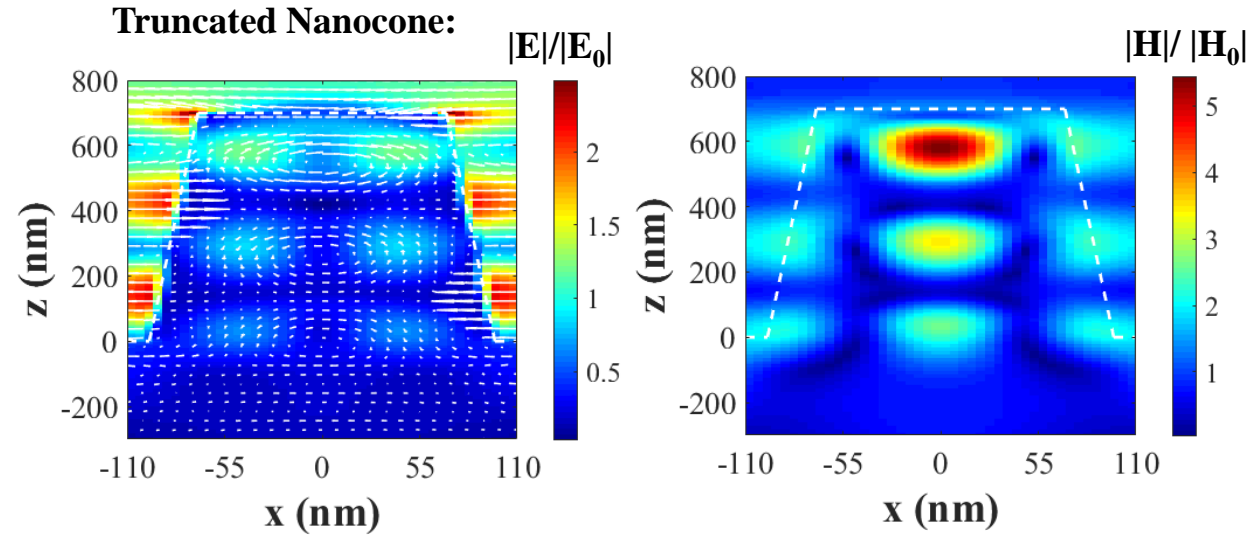 Truncated Nanocone:
|E|/|E0|
|H|/ |H0|
800
600
400
200
0
-200
z (nm)
-110 -55 0 55 110
x (nm)
2
1.5
1
0.5
800
600
400
200
0
-200
z (nm)
-110 -55 0 55 110
x (nm)
5
4
3
2
1